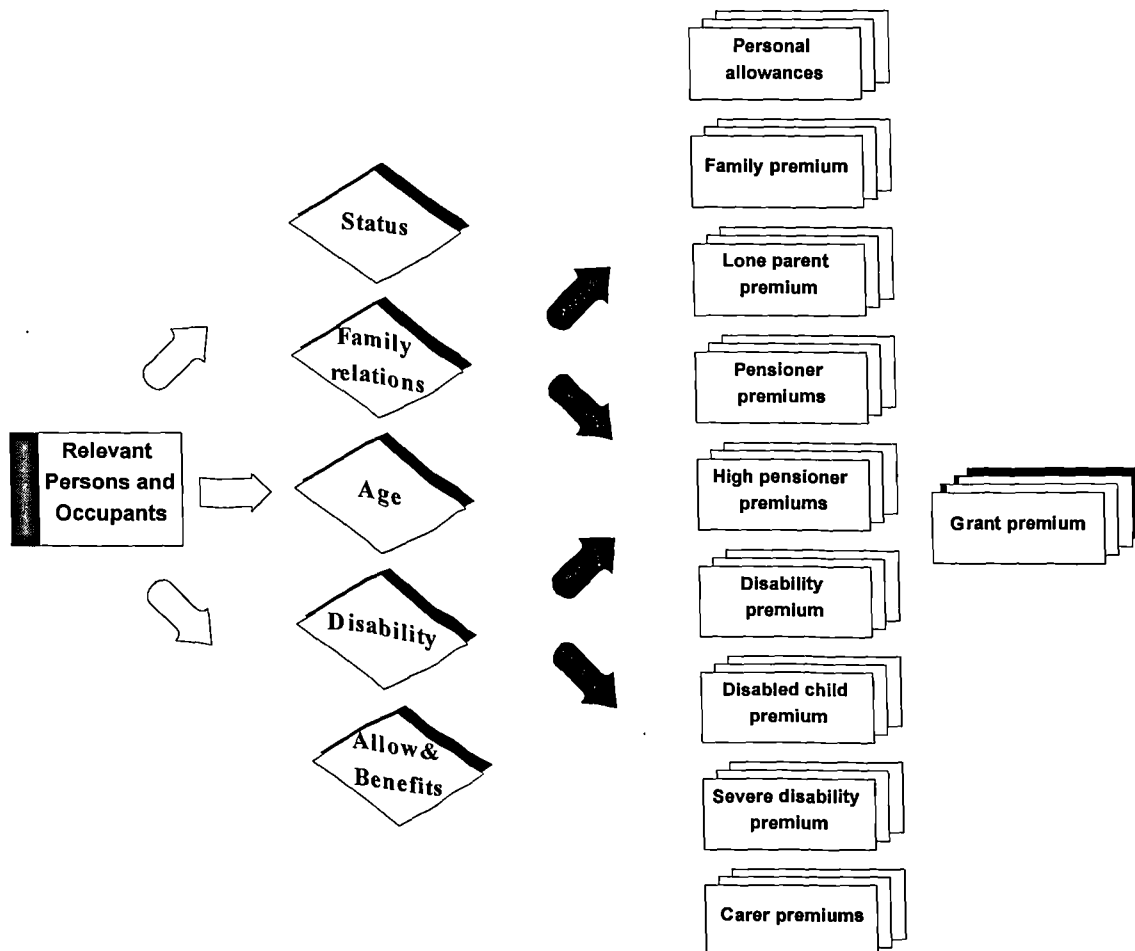 Relevant
Persons and
Occupants
Status
Family
relations
Age
Disability
Allow&
Benefits
Personal
allowances
Family premium
Lone parent
premium
Pensioner
premiums
High pensioner
premiums
Disability
premium
Disabled child
premium
Severe disability
premium
Carer premiums
Grant premium